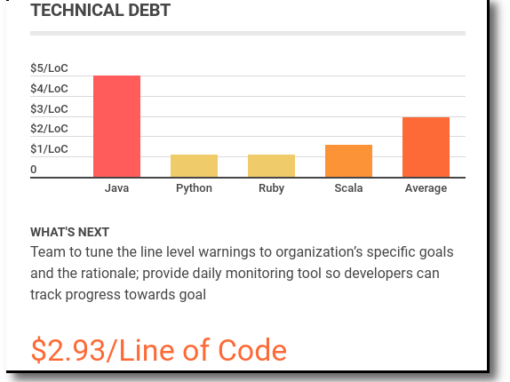 TECHNICAL DEBT
$5/LoC
$4/LoC
$3/LoC
$2/LoC
$1/LoC
0
Java Python Ruby Scala Average
WHAT'S NEXT
Team to tune the line level warnings to organization's specific goals
and the rationale; provide daily monitoring tool so developers can
track progress towards goal
$2.93/Line of Code